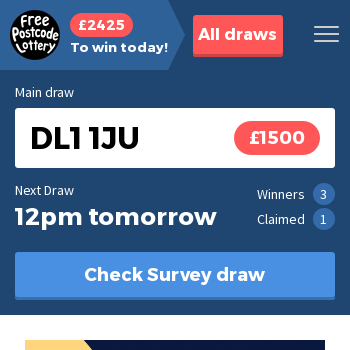 Free
Postcode
Lottery
£2425
To win today!
All draws
Main draw
DL1 1JU
£1500
Next Draw
12pm tomorrow
Winners 3
Claimed 1
Check Survey draw